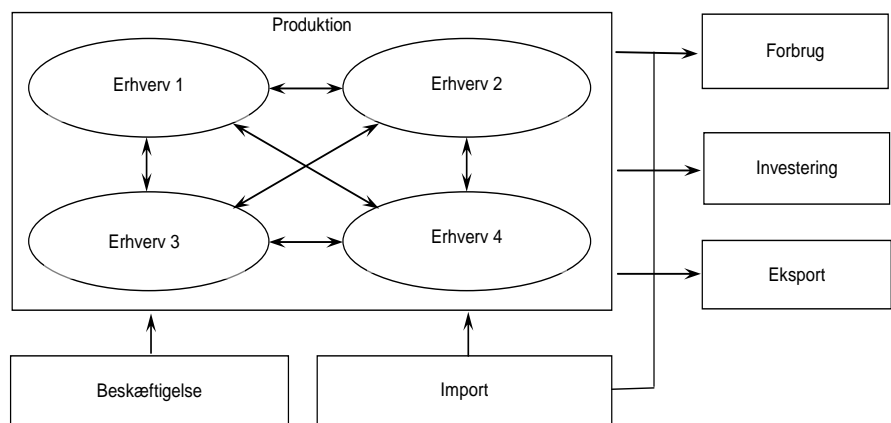 Produktion
Forbrug
Erhverv 1
Erhverv 2
Investering
Erhverv 3
Erhverv 4
Eksport
Beskæftigelse
Import